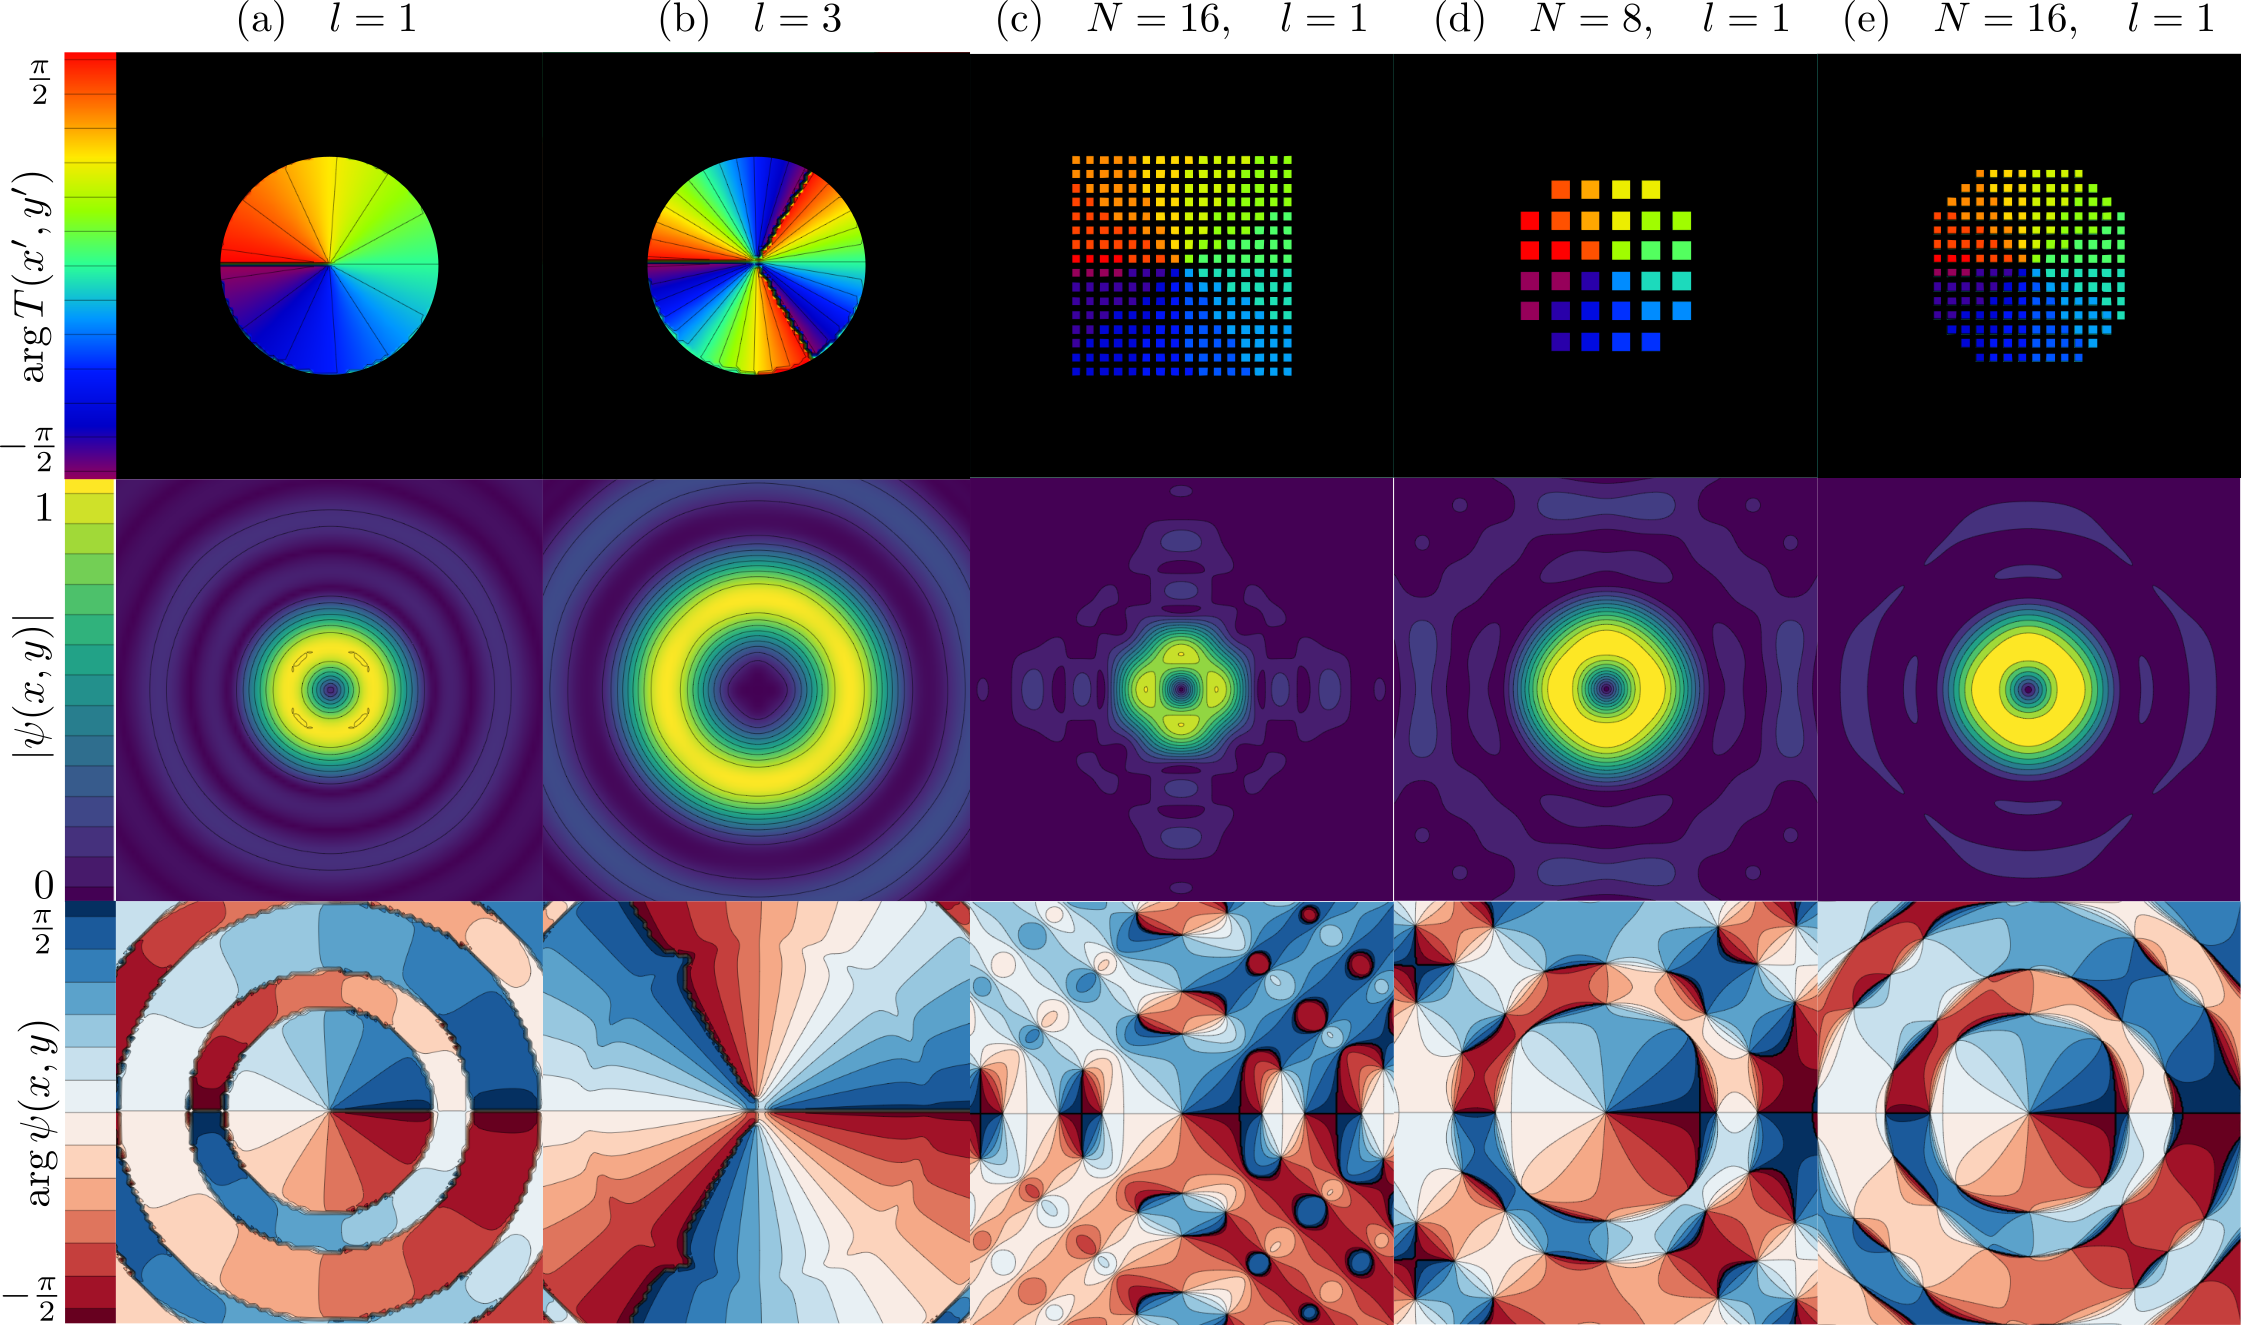 (a) l = 1
(b) l = 3
(c) N = 16, l = 1
(d) N = 8, l = 1
(e) N = 16, l = 1
π/2
arg T(x′, y′)
−π/2
1
|ψ(x, y)|
0
π/2
arg ψ(x, y)
−π/2